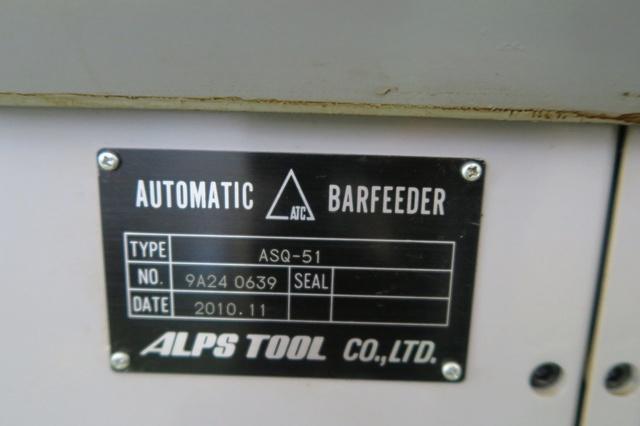 AUTOMATIC ATC BARFEEDER
TYPE ASQ-51
NO. 9A24 0639 SEAL
DATE 2010.11
ALPS TOOL CO.,LTD.